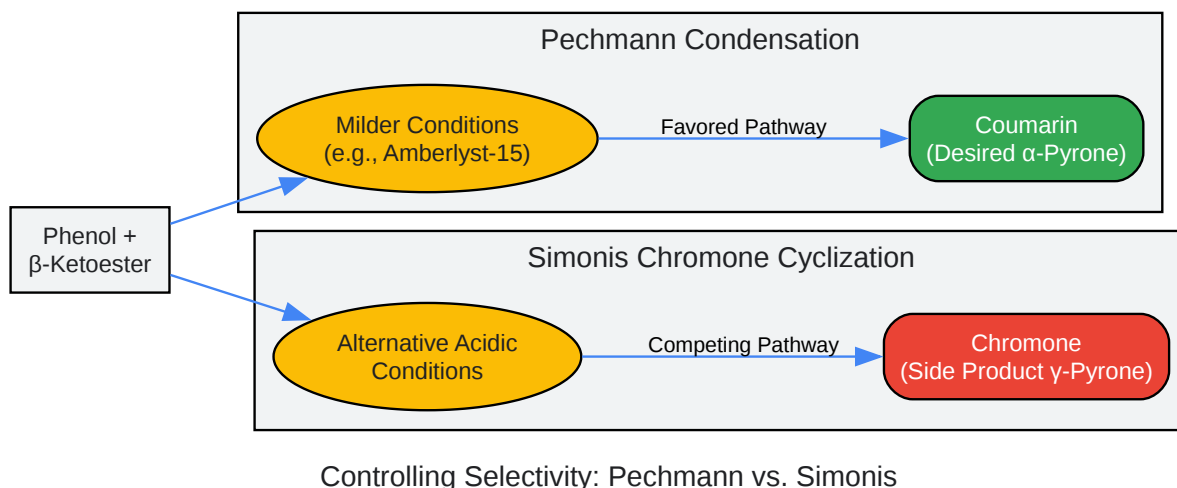 Pechmann Condensation
Milder Conditions
(e.g., Amberlyst-15)
Favored Pathway
Coumarin
(Desired α-Pyrone)
Phenol +
β-Ketoester
Simonis Chromone Cyclization
Alternative Acidic
Conditions
Competing Pathway
Chromone
(Side Product γ-Pyrone)
Controlling Selectivity: Pechmann vs. Simonis